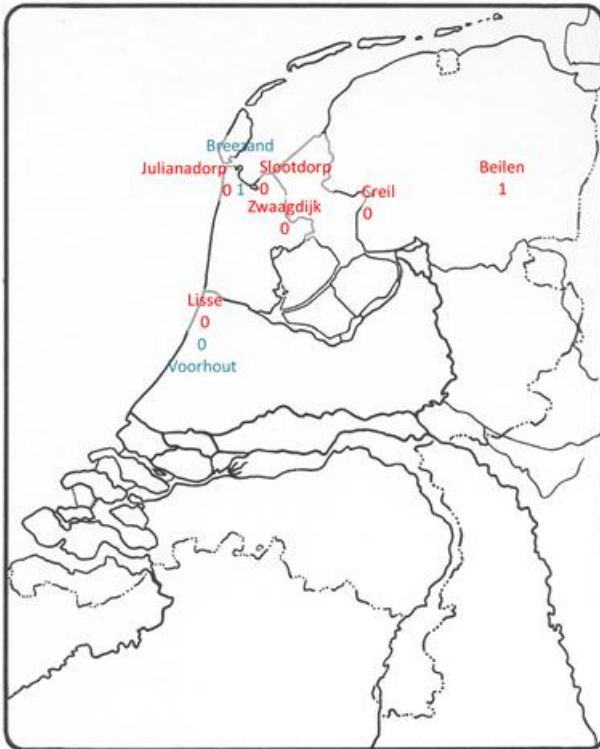 Breezand
Julianadorp Slootdorp Beilen
0 1 0 1
Zwaagdijk Creil
0 0
Lisse
0
0
Voorhout